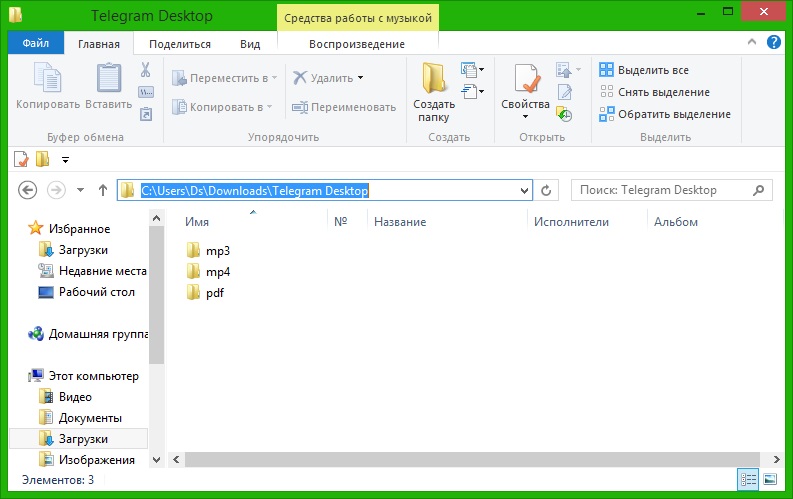 Telegram Desktop
Средства работы с музыкой
Файл Главная Поделиться Вид Воспроизведение
Копировать
Вставить
Переместить в
Копировать в
Удалить
Переименовать
Создать
папку
Свойства
Выделить все
Снять выделение
Обратить выделение
Буфер обмена Упорядочить Создать Открыть Выделить
C:\Users\Ds\Downloads\Telegram Desktop
Поиск: Telegram Desktop
Имя № Название Исполнители Альбом
Избранное
Загрузки
Недавние места
Рабочий стол
Домашняя группа
Этот компьютер
Видео
Документы
Загрузки
Изображения
mp3
mp4
pdf
Элементов: 3